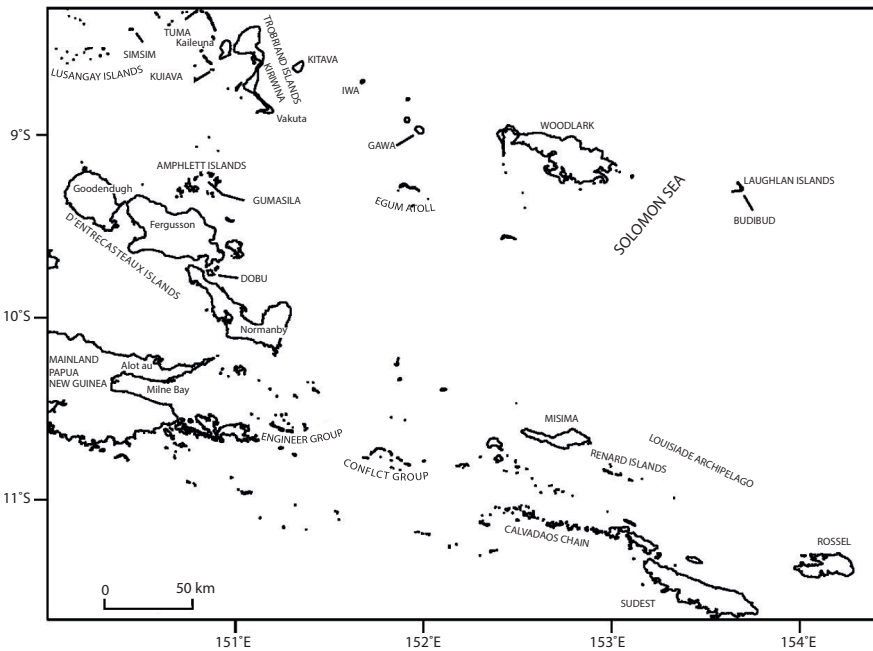 TUMA
Kaileuna
SIMSIM
LUSANGAY ISLANDS
KUIAVA
TROBRIAND ISLANDS
KIRIWINA
KITAVA
Vakuta
IWA
9°S
GAWA
WOODLARK
AMPHLETT ISLANDS
Goodendugh
GUMASILA
EGUM ATOLL
LAUGHLAN ISLANDS
BUDIBUD
SOLOMON SEA
Fergusson
D'ENTRECASTEAUX ISLANDS
DOBU
10°S
Normanby
MAINLAND
PAPUA
NEW GUINEA
Alot au
Milne Bay
ENGINEER GROUP
CONFLCT GROUP
MISIMA
RENARD ISLANDS
LOUISIADE ARCHIPELAGO
11°S
CALVADAOS CHAIN
ROSSEL
SUDEST
0 50 km
151°E 152°E 153°E 154°E